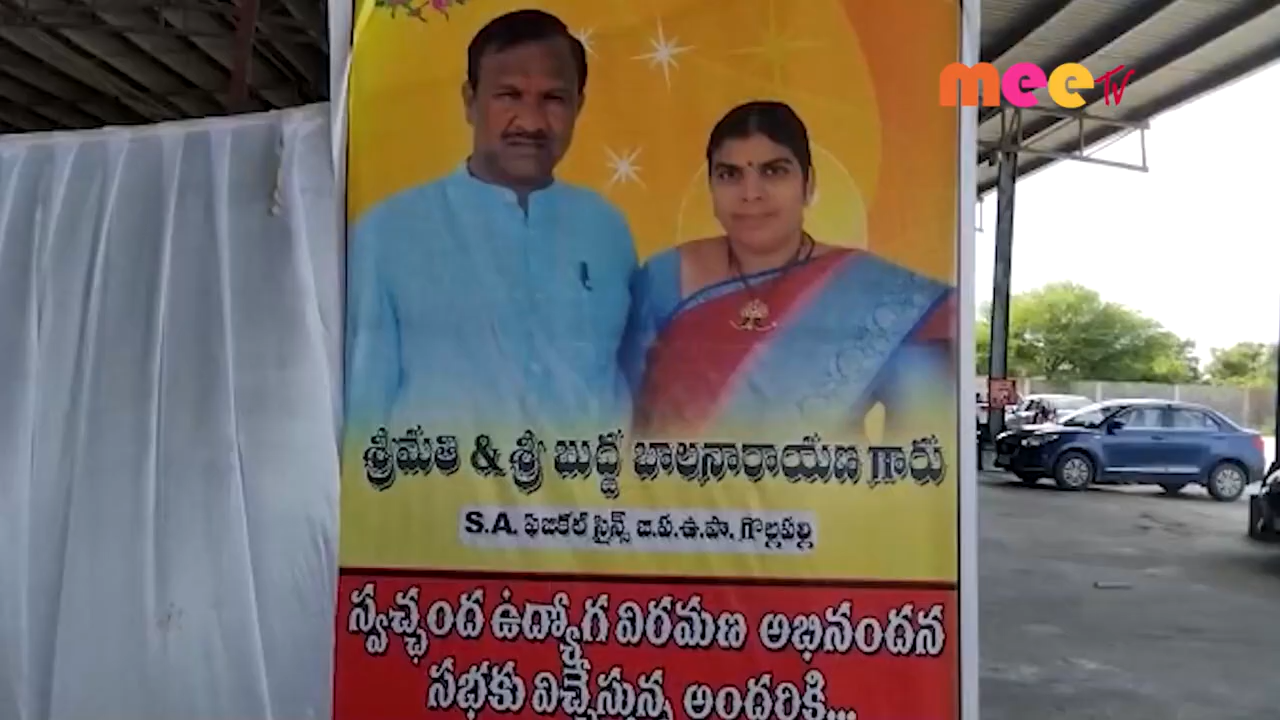 meeTV
శ్రీమతి & శ్రీ బుద్ధ బాలనారాయణ గారు
S.A. ఫిజికల్ సైన్స్ జి.ప.ఉ.పా. గొల్లపల్లి
స్వచ్ఛంద ఉద్యోగ విరమణ అభినందన
సభకు విచ్చేసున్న అందరికి...